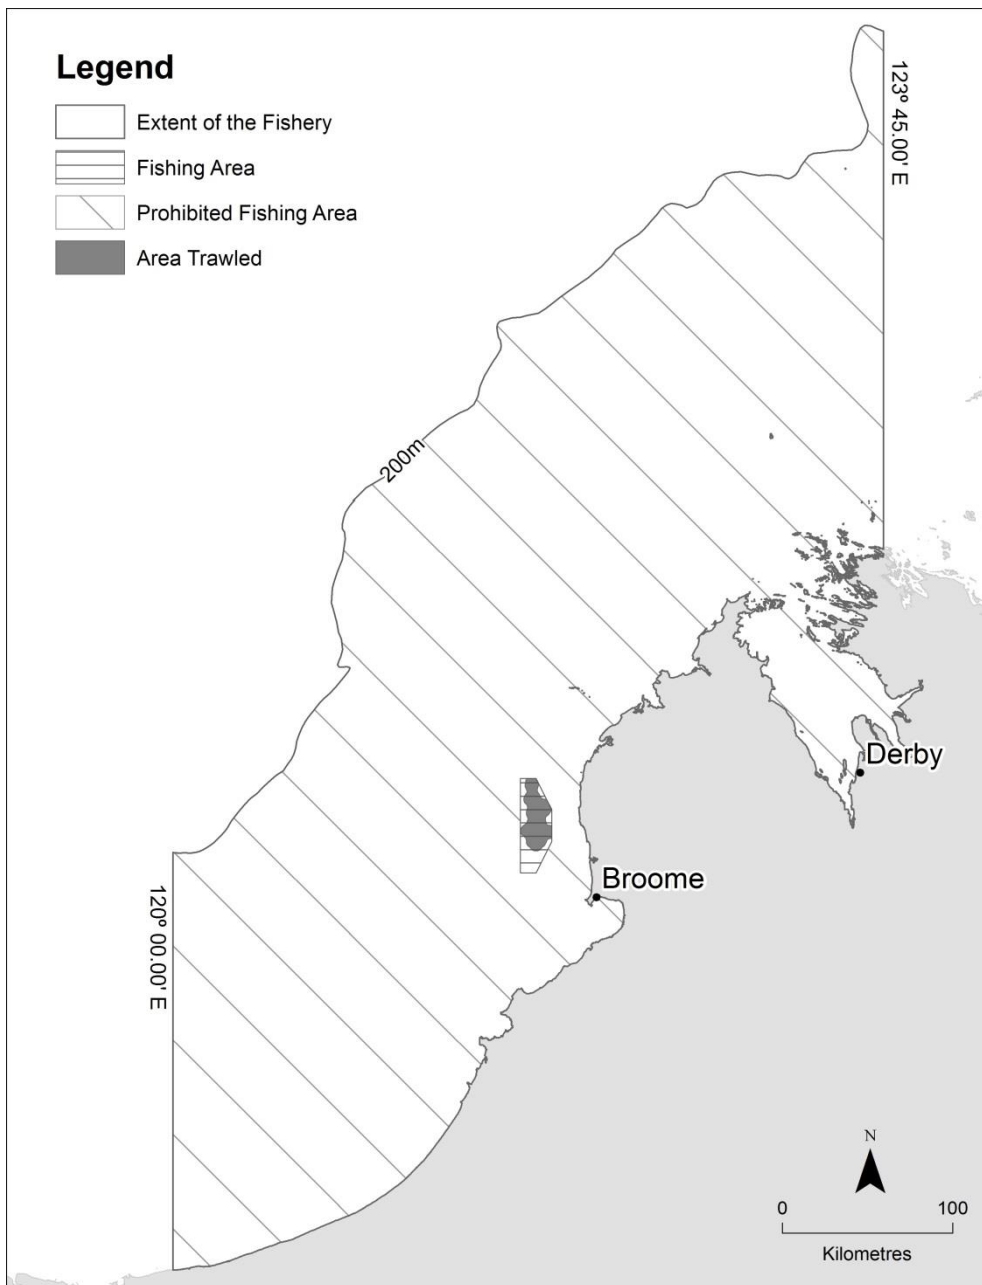 Legend
Extent of the Fishery
Fishing Area
Prohibited Fishing Area
Area Trawled
123° 45.00' E
200m
Derby
Broome
120° 00.00' E
N
0 100
Kilometres